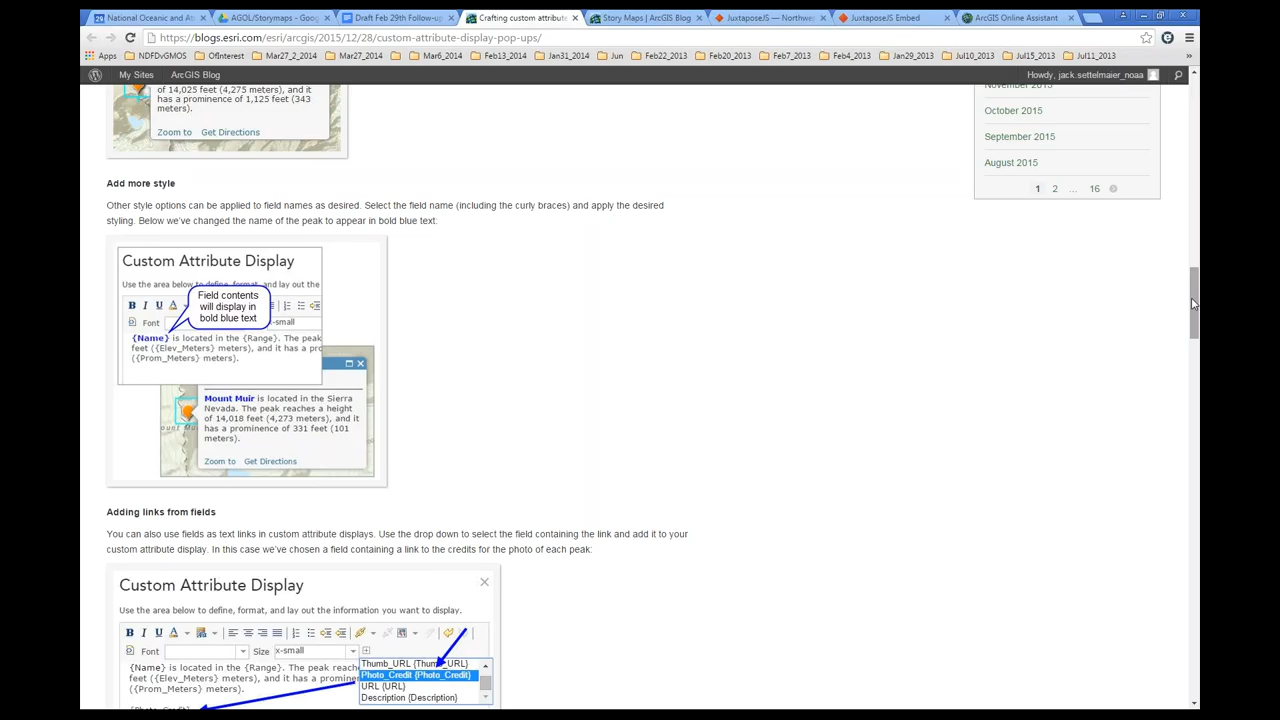 National Oceanic and At
AGOL/Storymaps - Goog
Draft Feb 29th Follow-up
Crafting custom attribute
Story Maps | ArcGIS Blog
JuxtaposeJS — Northwes
JuxtaposeJS Embed
ArcGIS Online Assistant
https://blogs.esri.com/esri/arcgis/2015/12/28/custom-attribute-display-pop-ups/
Apps NDFDvGMOS OfInterest Mar27_2_2014 Mar27_2014 Mar6_2014 Feb13_2014 Jan31_2014 Jun Feb22_2013 Feb20_2013 Feb7_2013 Feb4_2013 Jan29_2013 Jul10_2013 Jul15_2013 Jul11_2013 »
My Sites ArcGIS Blog Howdy, jack.settelmaier_noaa
of 14,025 feet (4,275 meters), and it
has a prominence of 1,125 feet (343
meters).
Zoom to Get Directions
November 2015
October 2015
September 2015
August 2015
1 2 ... 16
Add more style
Other style options can be applied to field names as desired. Select the field name (including the curly braces) and apply the desired
styling. Below we've changed the name of the peak to appear in bold blue text:
Custom Attribute Display
Use the area below to define, format, and lay out the
B I U A
Field contents
will display in
bold blue text
Font x-small
{Name} is located in the {Range}. The peak
feet ({Elev_Meters} meters), and it has a pro
({Prom_Meters} meters).
Mount Muir is located in the Sierra
Nevada. The peak reaches a height
of 14,018 feet (4,273 meters), and it
has a prominence of 331 feet (101
meters).
ount Mu
Zoom to Get Directions
Adding links from fields
You can also use fields as text links in custom attribute displays. Use the drop down to select the field containing the link and add it to your
custom attribute display. In this case we've chosen a field containing a link to the credits for the photo of each peak:
Custom Attribute Display
Use the area below to define, format, and lay out the information you want to display.
B I U A
Font Size x-small
{Name} is located in the {Range}. The peak reache
feet ({Elev_Meters} meters), and it has a prominen
({Prom_Meters} meters).
{Photo_Credit}
Thumb_URL {Thumb_URL}
Photo_Credit {Photo_Credit}
URL {URL}
Description {Description}